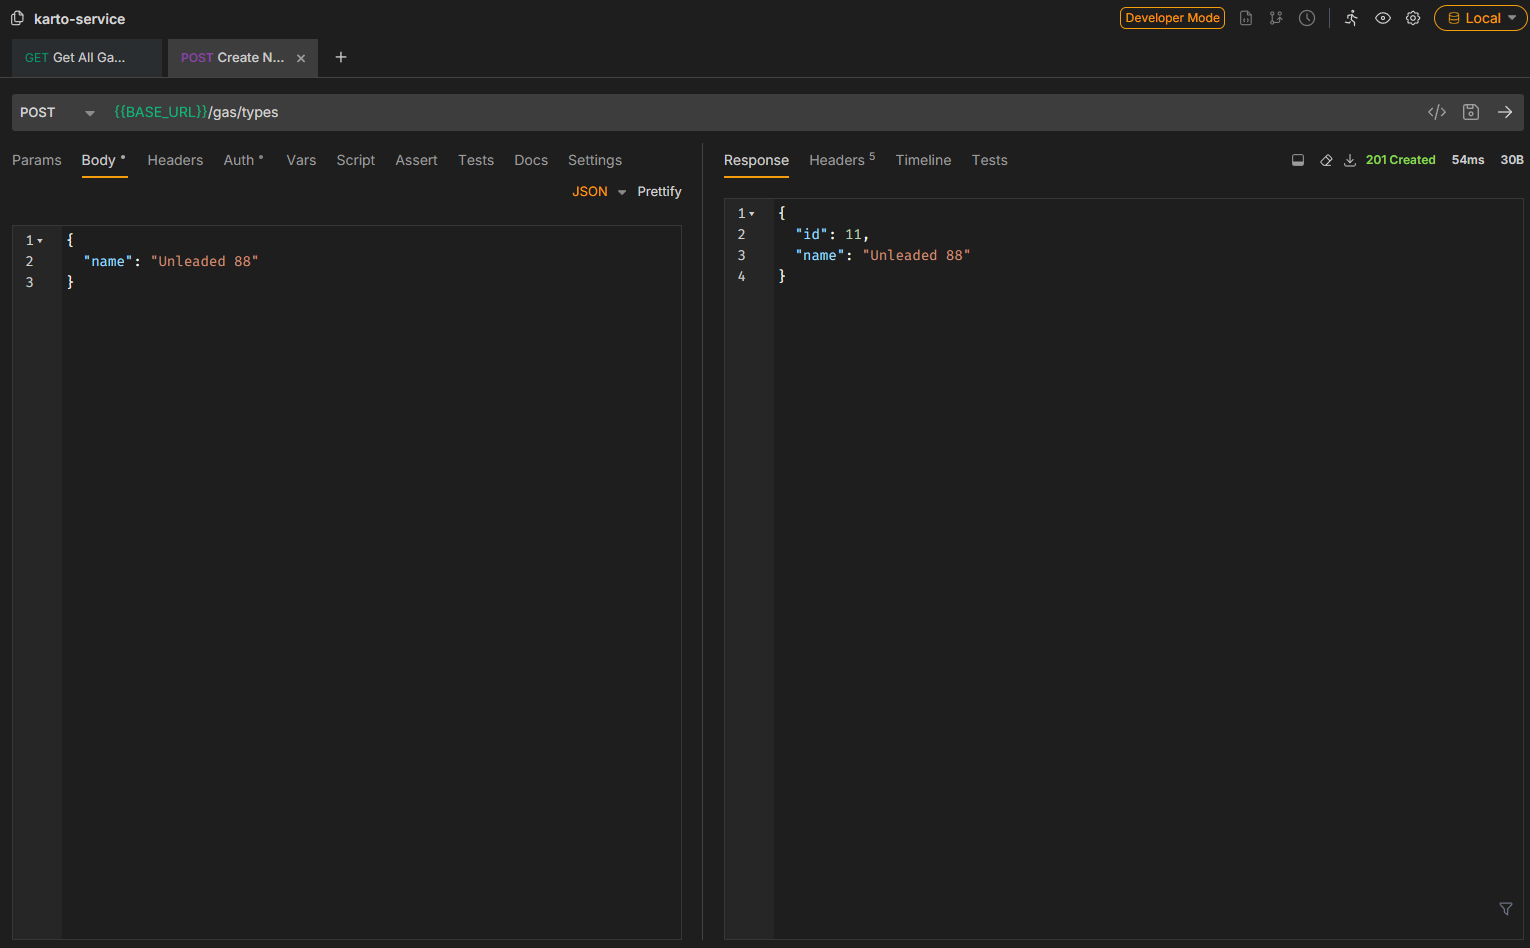 karto-service
Developer Mode
Local
GET Get All Ga...
POST Create N...
POST {{BASE_URL}}/gas/types
Params Body Headers Auth Vars Script Assert Tests Docs Settings
JSON Prettify
1 {
2 "name": "Unleaded 88"
3 }
Response Headers 5 Timeline Tests
201 Created 54ms 30B
1 {
2 "id": 11,
3 "name": "Unleaded 88"
4 }